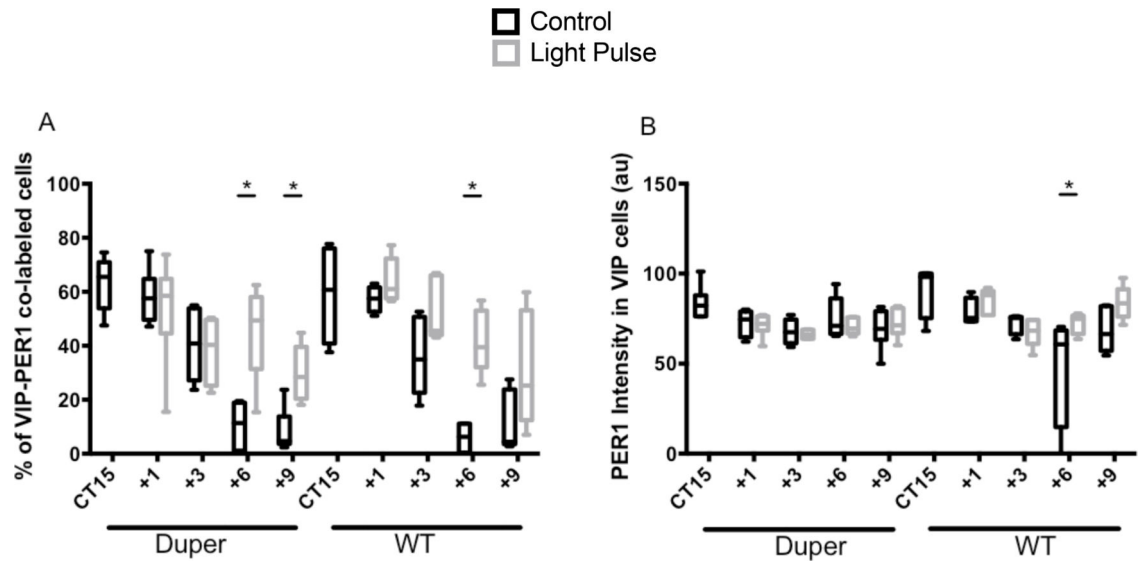 Control
Light Pulse
A
% of VIP-PER1 co-labeled cells
100
80
60
40
20
0
* * *
CT15 +1 +3 +6 +9 CT15 +1 +3 +6 +9
Duper WT
B
PER1 Intensity in VIP cells (au)
150
100
50
0
*
CT15 +1 +3 +6 +9 CT15 +1 +3 +6 +9
Duper WT